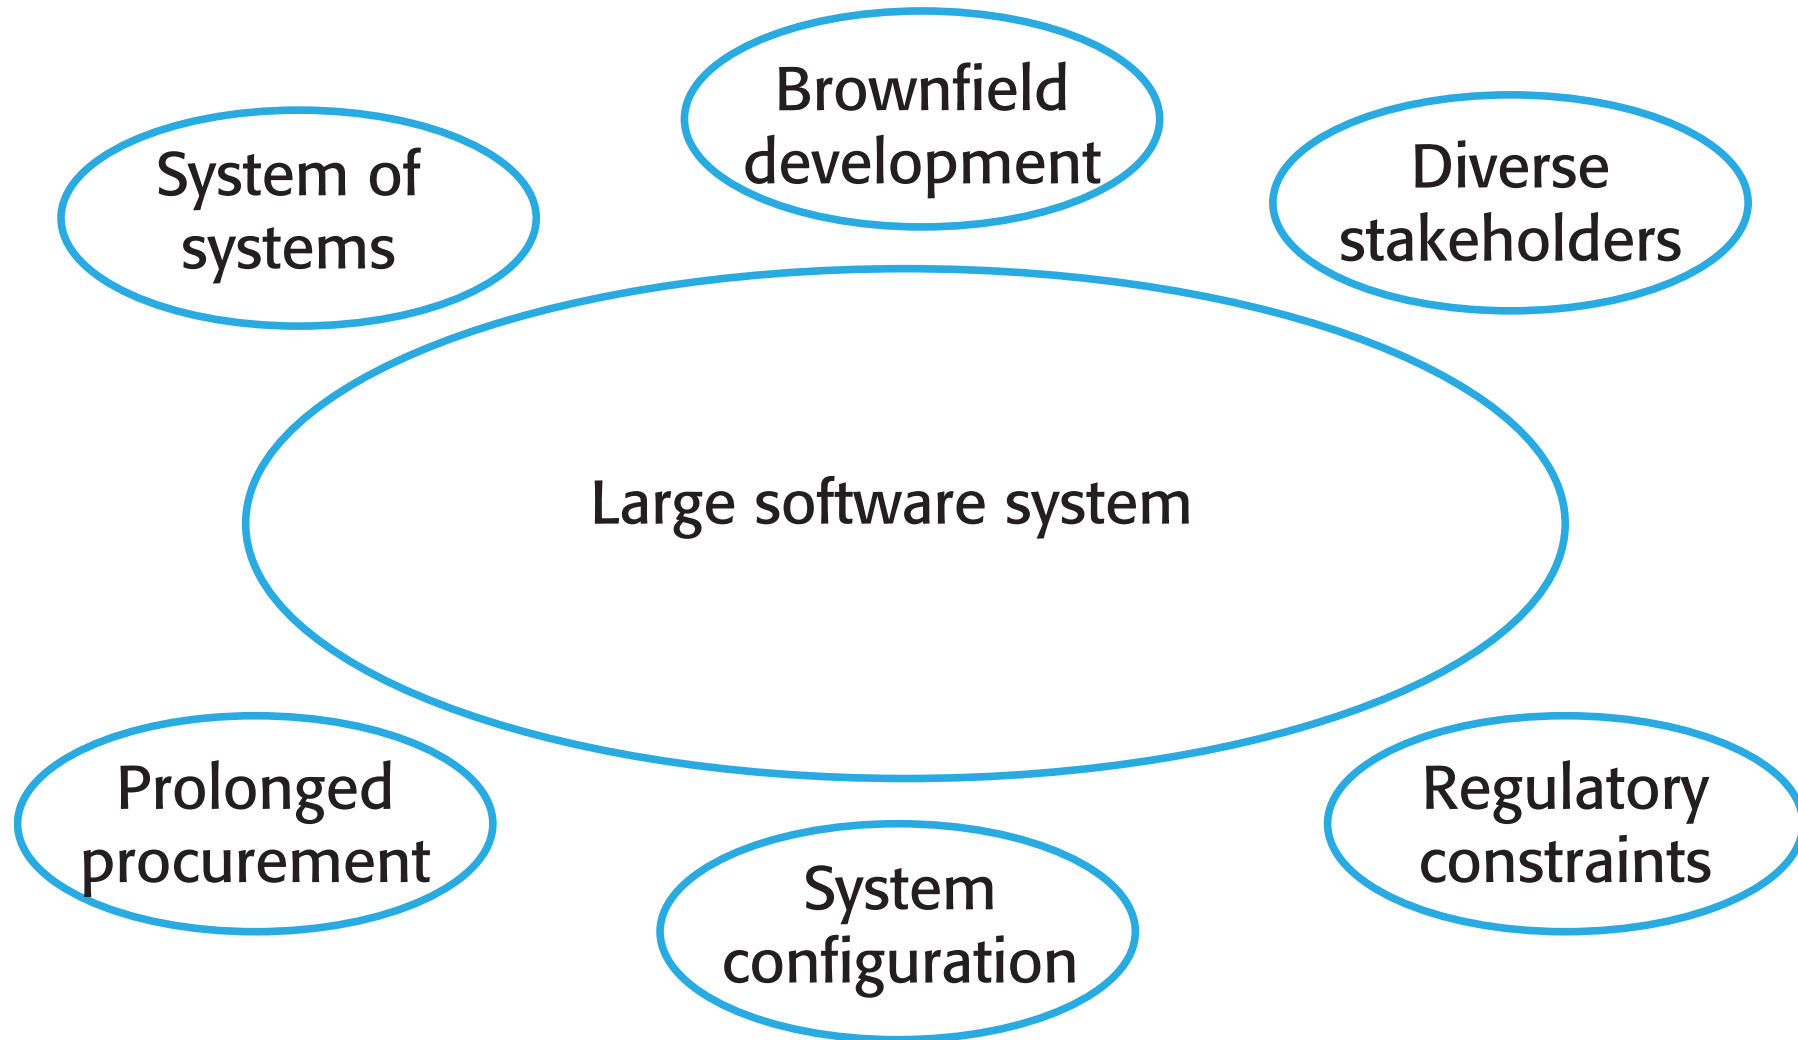 Brownfield
development
System of
systems
Diverse
stakeholders
Large software system
Prolonged
procurement
System
configuration
Regulatory
constraints